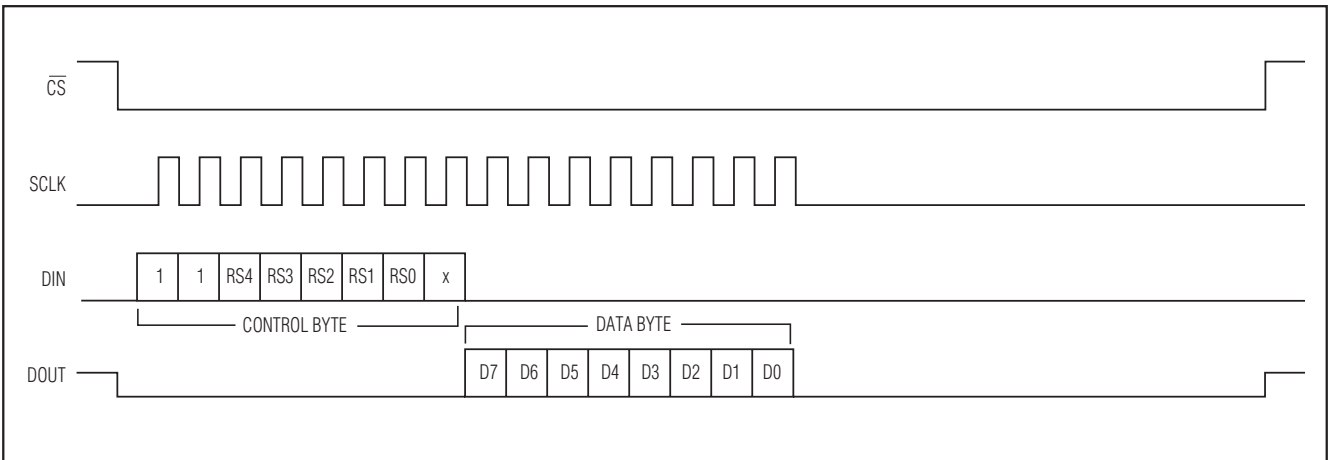 C̅S̅
SCLK
DIN
1 1 RS4 RS3 RS2 RS1 RS0 x
CONTROL BYTE
DATA BYTE
DOUT
D7 D6 D5 D4 D3 D2 D1 D0